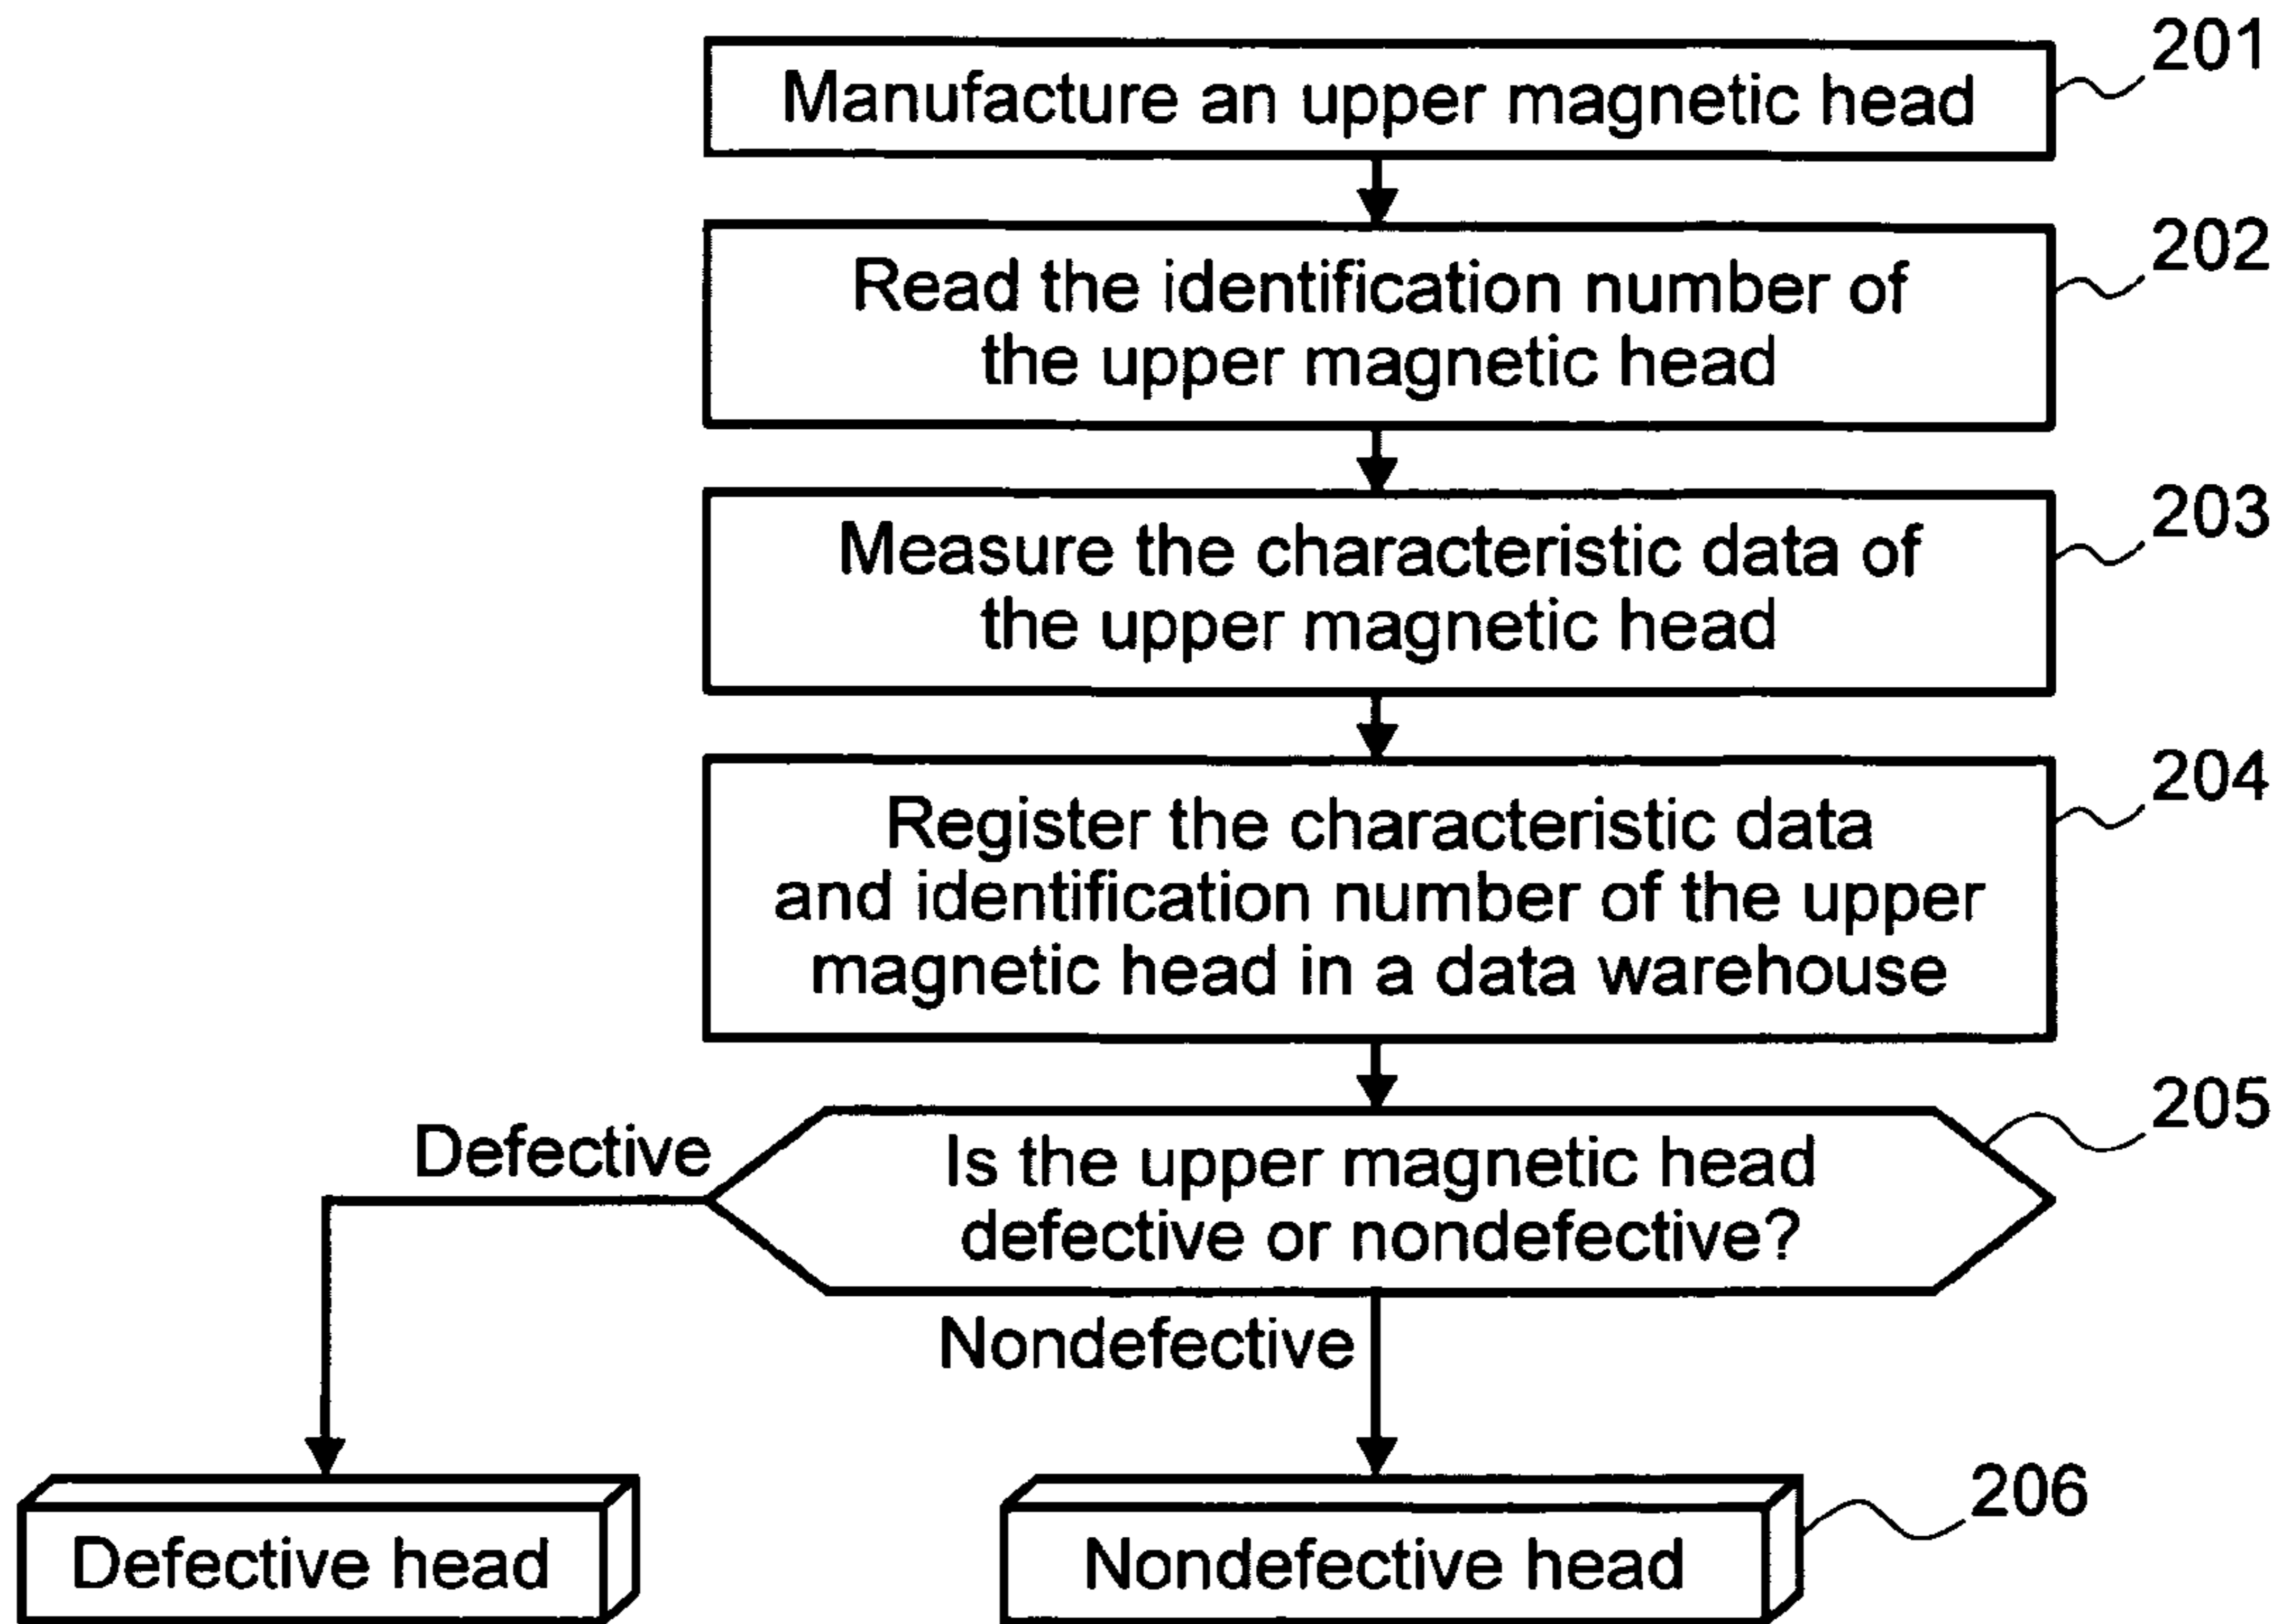 201
Manufacture an upper magnetic head
202
Read the identification number of
the upper magnetic head
203
Measure the characteristic data of
the upper magnetic head
204
Register the characteristic data
and identification number of the upper
magnetic head in a data warehouse
205
Defective
Is the upper magnetic head
defective or nondefective?
Nondefective
206
Defective head
Nondefective head